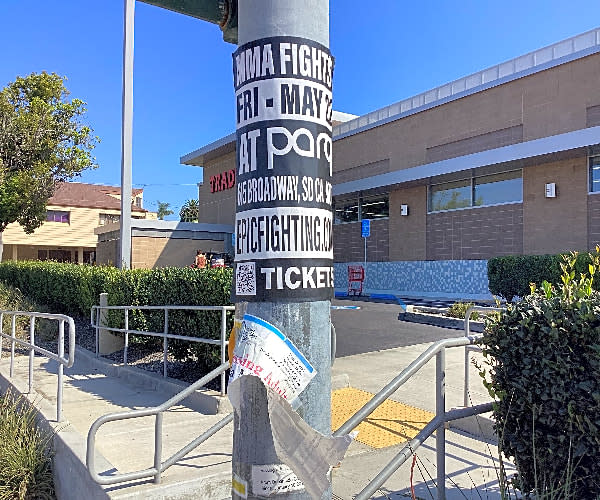 MMA FIGHTS
FRI - MAY 2
AT parq
615 BROADWAY, SD CA
EPICFIGHTING.CO
TICKETS
TRAD